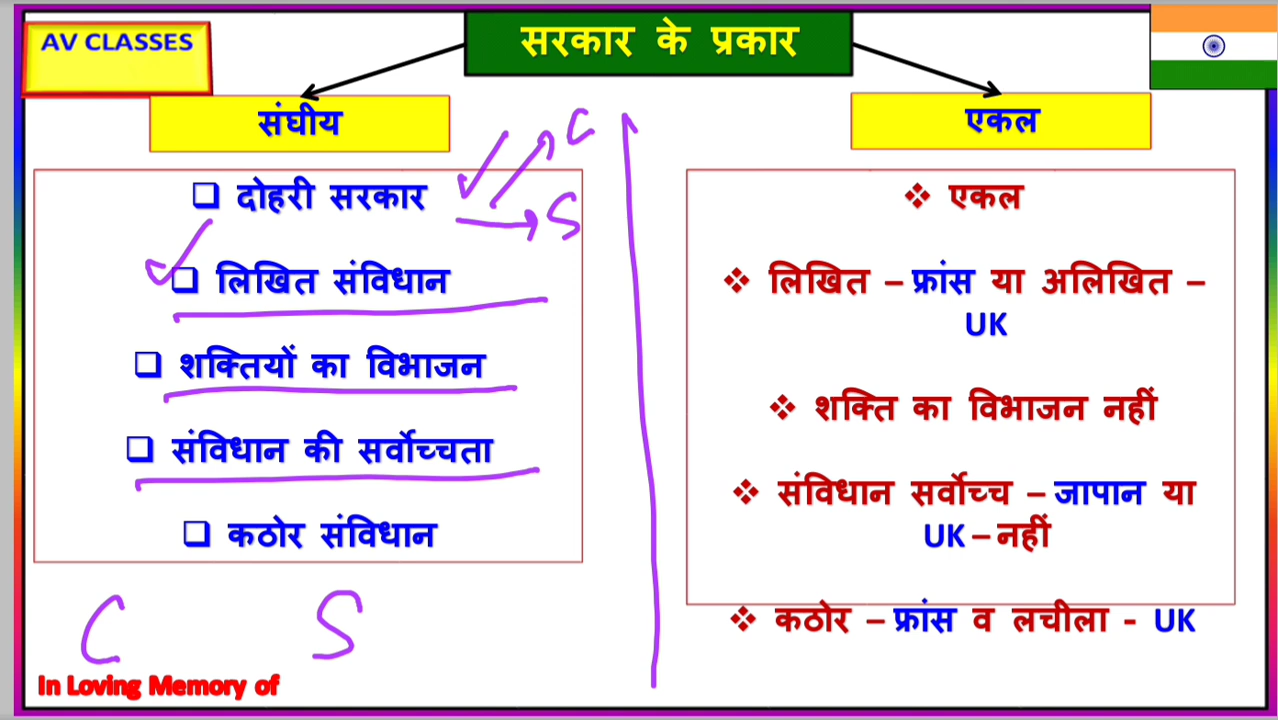 AV CLASSES
सरकार के प्रकार
संघीय
एकल
❑ दोहरी सरकार
C
S
❑ लिखित संविधान
❑ शक्तियों का विभाजन
❑ संविधान की सर्वोच्चता
❑ कठोर संविधान
C S
❖ एकल
❖ लिखित – फ्रांस या अलिखित –
UK
❖ शक्ति का विभाजन नहीं
❖ संविधान सर्वोच्च – जापान या
UK – नहीं
❖ कठोर – फ्रांस व लचीला - UK
In Loving Memory of